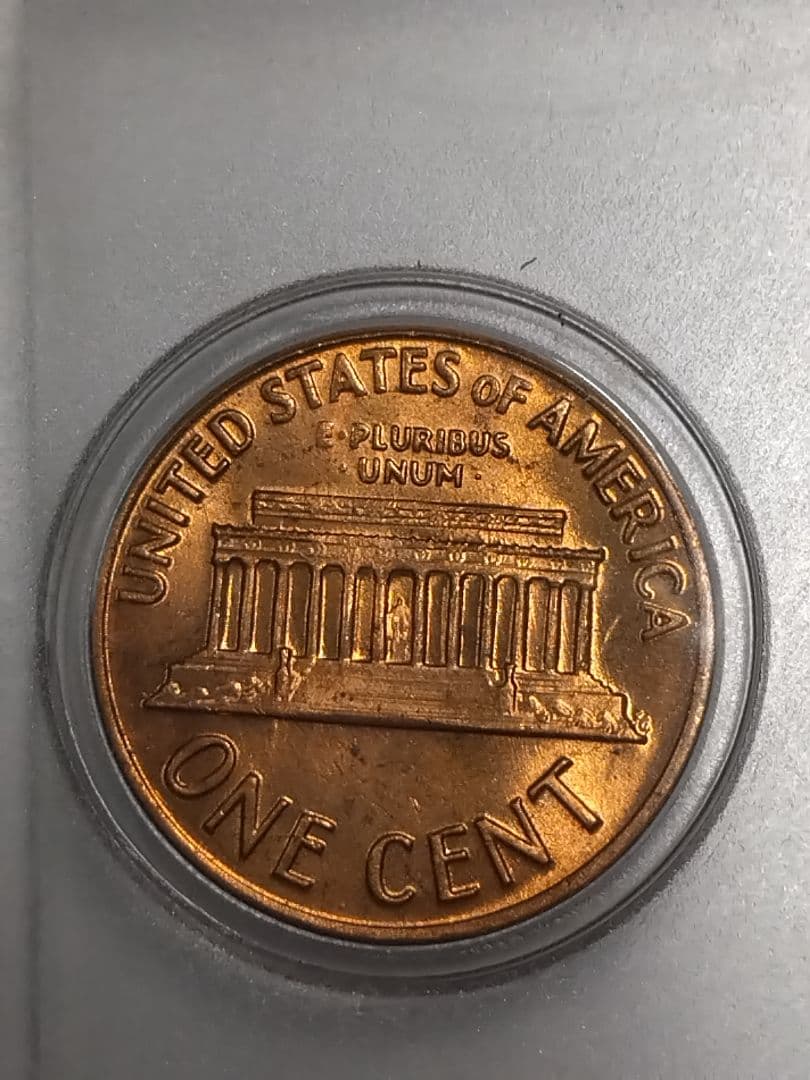 UNITED STATES OF AMERICA
E·PLURIBUS
·UNUM·
ONE CENT